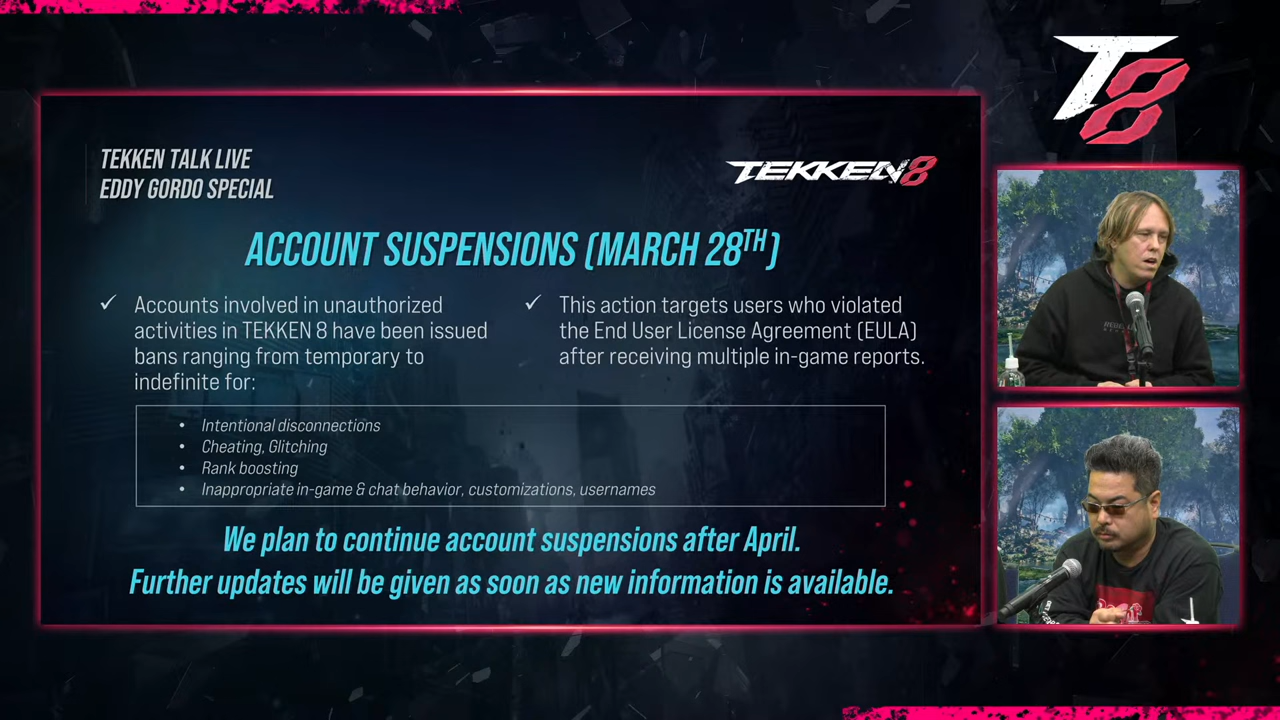 T8
TEKKEN TALK LIVE
EDDY GORDO SPECIAL
TEKKEN 8
ACCOUNT SUSPENSIONS (MARCH 28TH)
✓ Accounts involved in unauthorized
activities in TEKKEN 8 have been issued
bans ranging from temporary to
indefinite for:
✓ This action targets users who violated
the End User License Agreement (EULA)
after receiving multiple in-game reports.
• Intentional disconnections
• Cheating, Glitching
• Rank boosting
• Inappropriate in-game & chat behavior, customizations, usernames
We plan to continue account suspensions after April.
Further updates will be given as soon as new information is available.